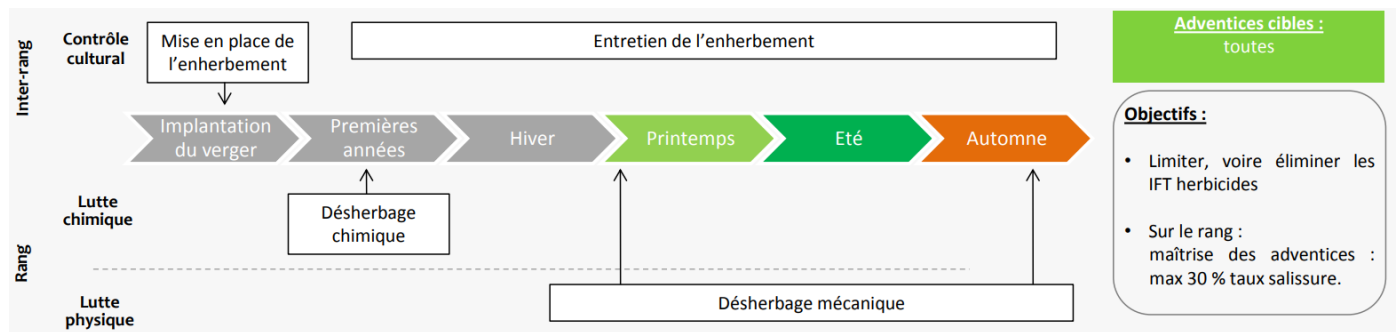 Inter-rang
Contrôle
cultural
Mise en place de
l'enherbement
Entretien de l'enherbement
Implantation
du verger
Premières
années
Hiver
Printemps
Eté
Automne
Rang
Lutte
chimique
Désherbage
chimique
Lutte
physique
Désherbage mécanique
Adventices cibles :
toutes
Objectifs :
• Limiter, voire éliminer les
IFT herbicides
• Sur le rang :
maîtrise des adventices :
max 30 % taux salissure.